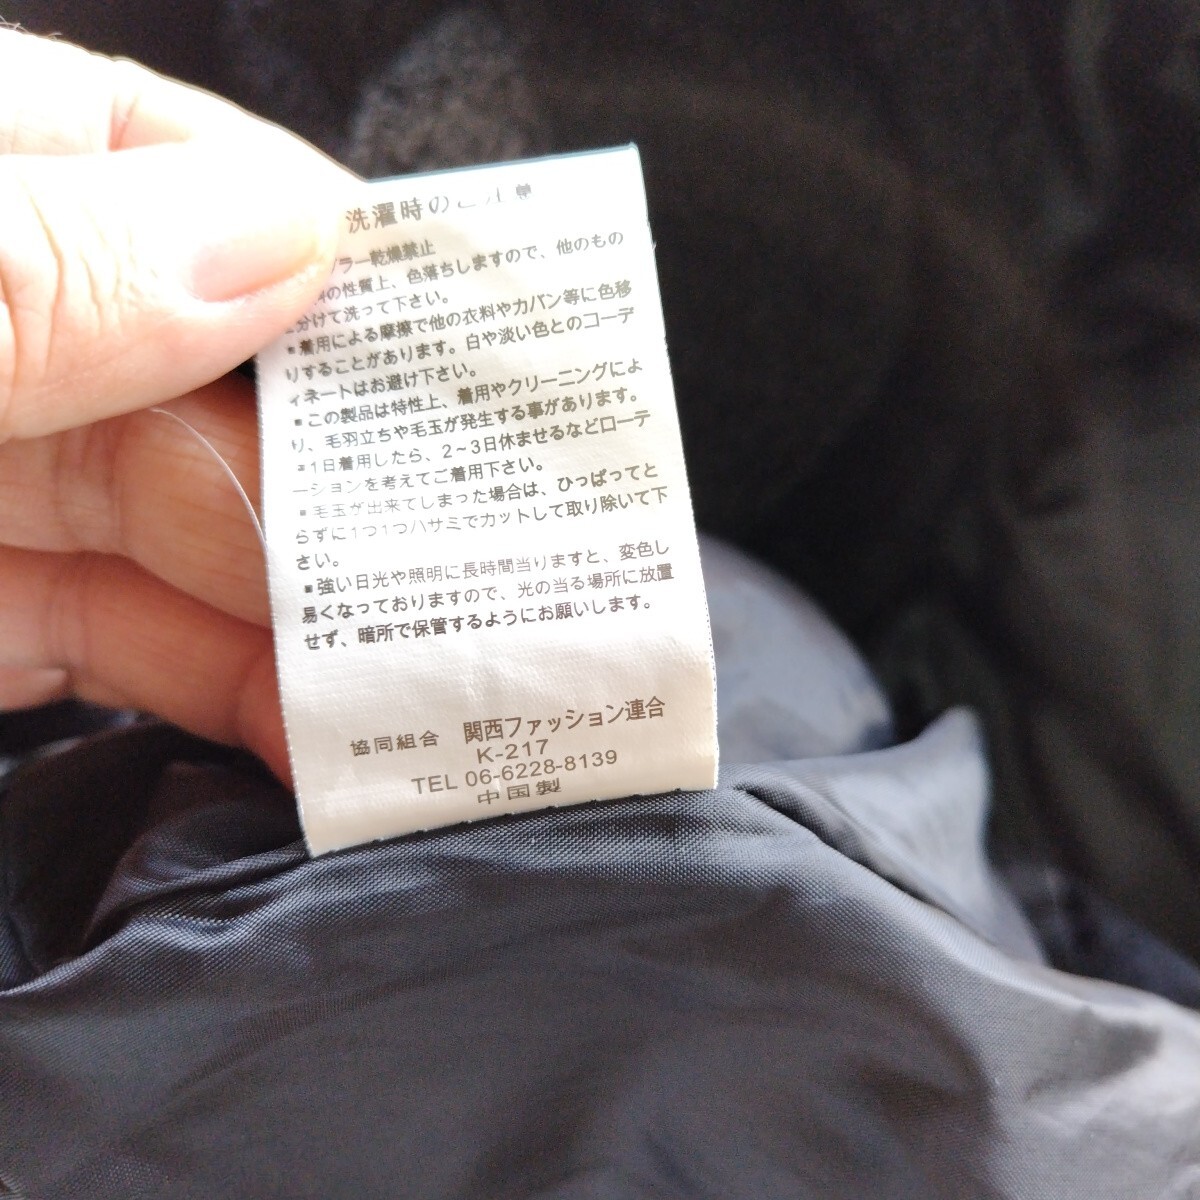 洗濯時のご注意
ブラー乾燥禁止
の性質上、色落ちしますので、他のもの
分けて洗って下さい。
▪着用による摩擦で他の衣料やカバン等に色移
りすることがあります。白や淡い色とのコーデ
ィネートはお避け下さい。
▪この製品は特性上、着用やクリーニングによ
り、毛羽立ちや毛玉が発生する事があります。
▪1日着用したら、2～3日休ませるなどローテ
ーションを考えてご着用下さい。
▪毛玉が出来てしまった場合は、ひっぱってと
らずに1つ1つハサミでカットして取り除いて下
さい。
▪強い日光や照明に長時間当りますと、変色し
易くなっておりますので、光の当る場所に放置
せず、暗所で保管するようにお願いします。
協同組合 関西ファッション連合
K-217
TEL 06-6228-8139
中国製